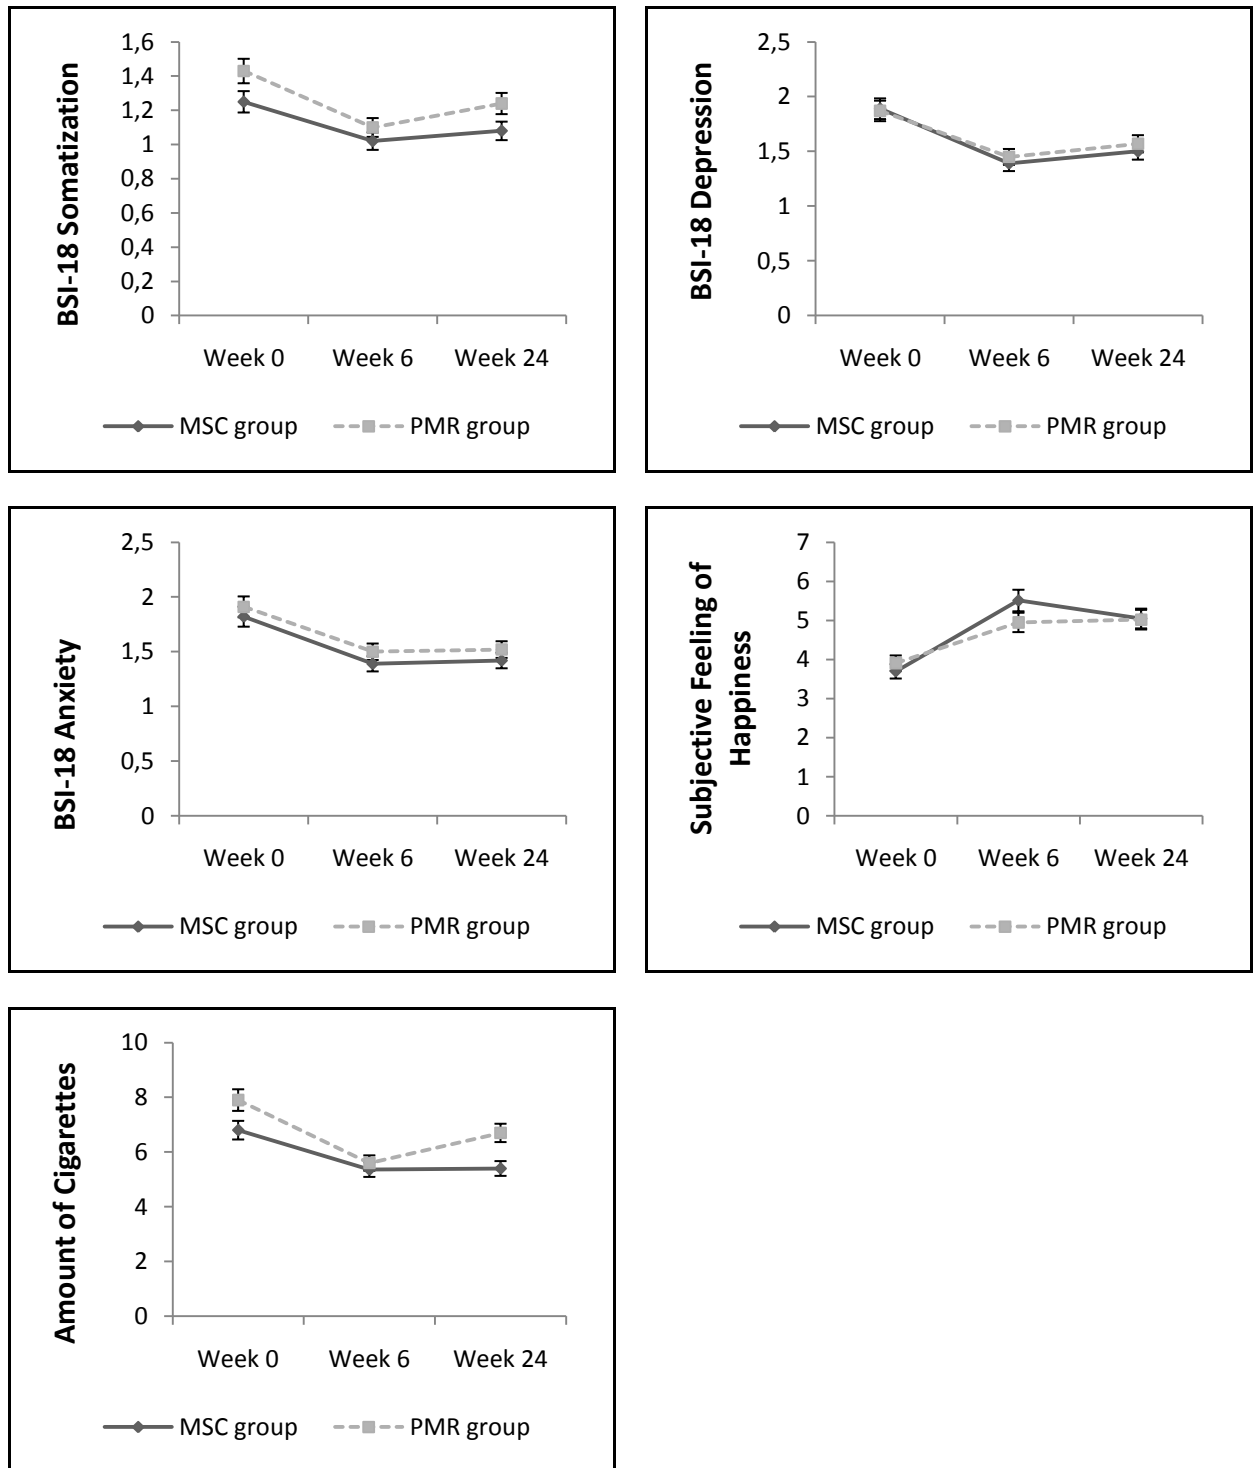 BSI-18 Somatization
1,6
1,4
1,2
1
0,8
0,6
0,4
0,2
0
Week 0 Week 6 Week 24
MSC group PMR group
BSI-18 Depression
2,5
2
1,5
1
0,5
0
Week 0 Week 6 Week 24
MSC group PMR group
BSI-18 Anxiety
2,5
2
1,5
1
0,5
0
Week 0 Week 6 Week 24
MSC group PMR group
Subjective Feeling of
Happiness
7
6
5
4
3
2
1
0
Week 0 Week 6 Week 24
MSC group PMR group
Amount of Cigarettes
10
8
6
4
2
0
Week 0 Week 6 Week 24
MSC group PMR group